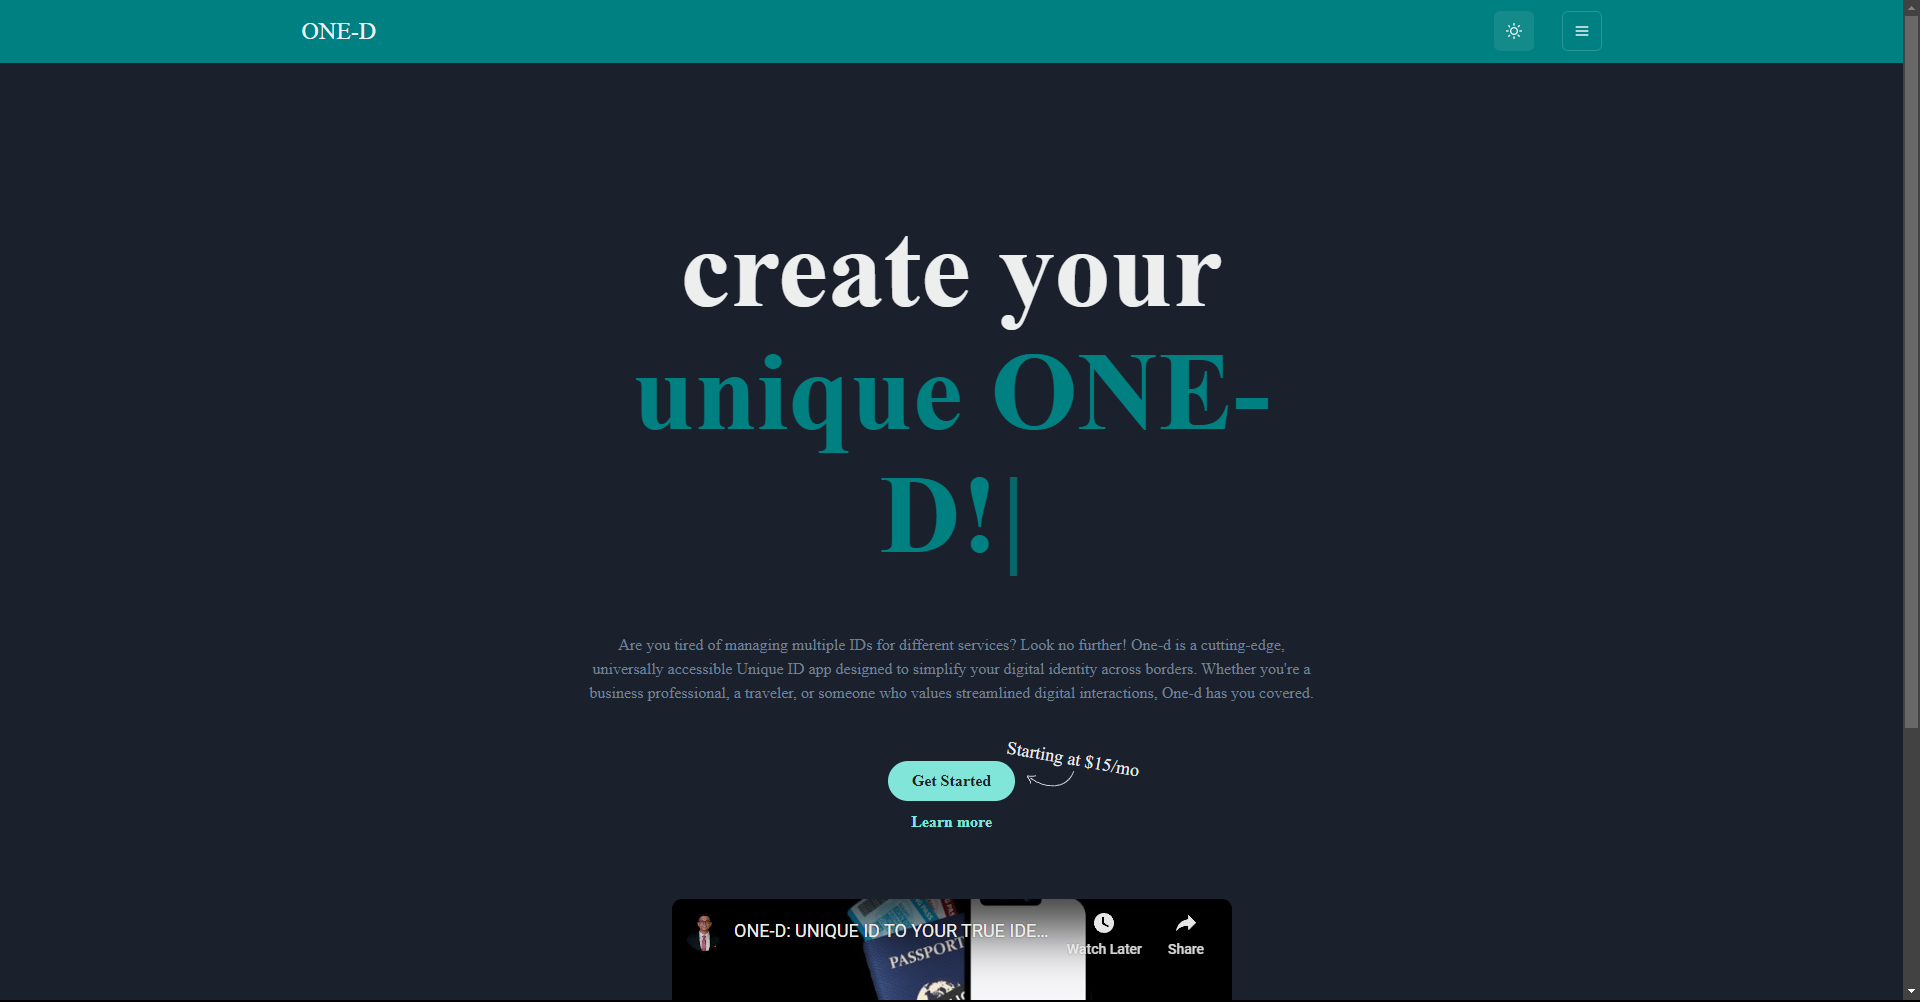 ONE-D
create your
unique ONE-
D!|
Are you tired of managing multiple IDs for different services? Look no further! One-d is a cutting-edge,
universally accessible Unique ID app designed to simplify your digital identity across borders. Whether you're a
business professional, a traveler, or someone who values streamlined digital interactions, One-d has you covered.
Starting at $15/mo
Get Started
Learn more
ONE-D: UNIQUE ID TO YOUR TRUE IDE...
Watch Later
Share
PASSPORT